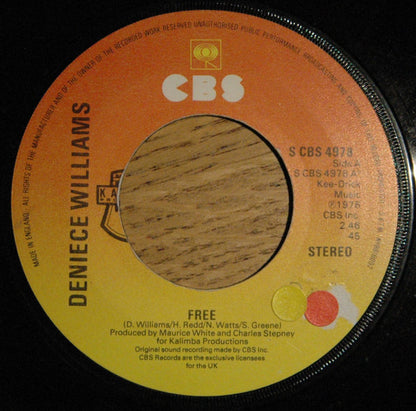 ALL RIGHTS OF THE MANUFACTURER AND OF THE OWNER OF THE RECORDED WORK RESERVED UNAUTHORISED PUBLIC PERFORMANCE BROADCASTING AND
MADE IN ENGLAND
CBS
DENIECE WILLIAMS
S CBS 4978
Side A
S CBS 4978 A
Kee-Drick
Music
℗ 1976
CBS Inc.
2.46
45
STEREO
FREE
(D. Williams/H. Redd/N. Watts/S. Greene)
Produced by Maurice White and Charles Stepney
for Kalimba Productions
Original sound recording made by CBS Inc.
CBS Records are the exclusive licensees
for the UK